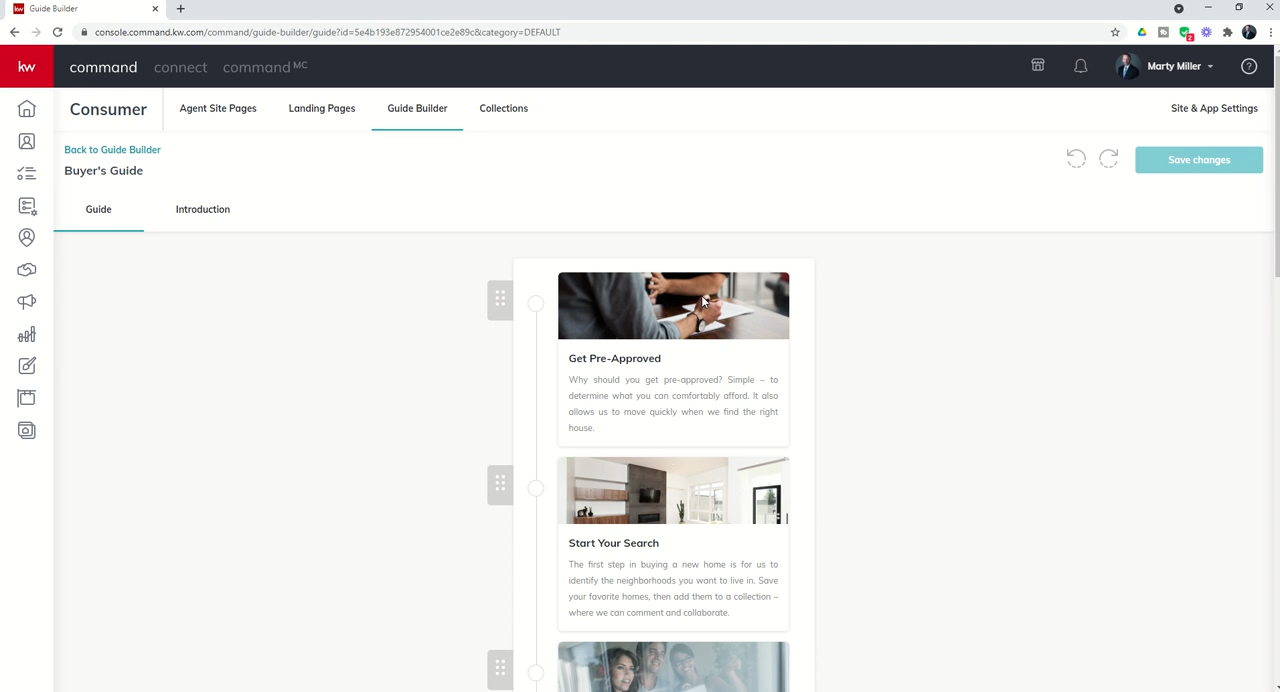 kw Guide Builder
console.command.kw.com/command/guide-builder/guide?id=5e4b193e872954001ce2e89c&category=DEFAULT
2
kw command connect command MC Marty Miller
Consumer Agent Site Pages Landing Pages Guide Builder Collections Site & App Settings
Back to Guide Builder
Buyer's Guide
Save changes
Guide Introduction
Get Pre-Approved
Why should you get pre-approved? Simple – to
determine what you can comfortably afford. It also
allows us to move quickly when we find the right
house.
Start Your Search
The first step in buying a new home is for us to
identify the neighborhoods you want to live in. Save
your favorite homes, then add them to a collection –
where we can comment and collaborate.